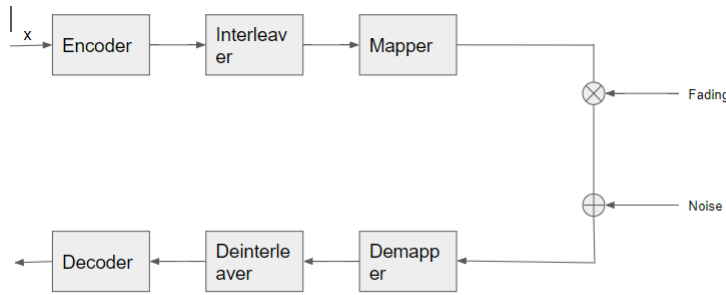 x
Encoder
Interleav
er
Mapper
Fading
Noise
Decoder
Deinterle
aver
Demapp
er